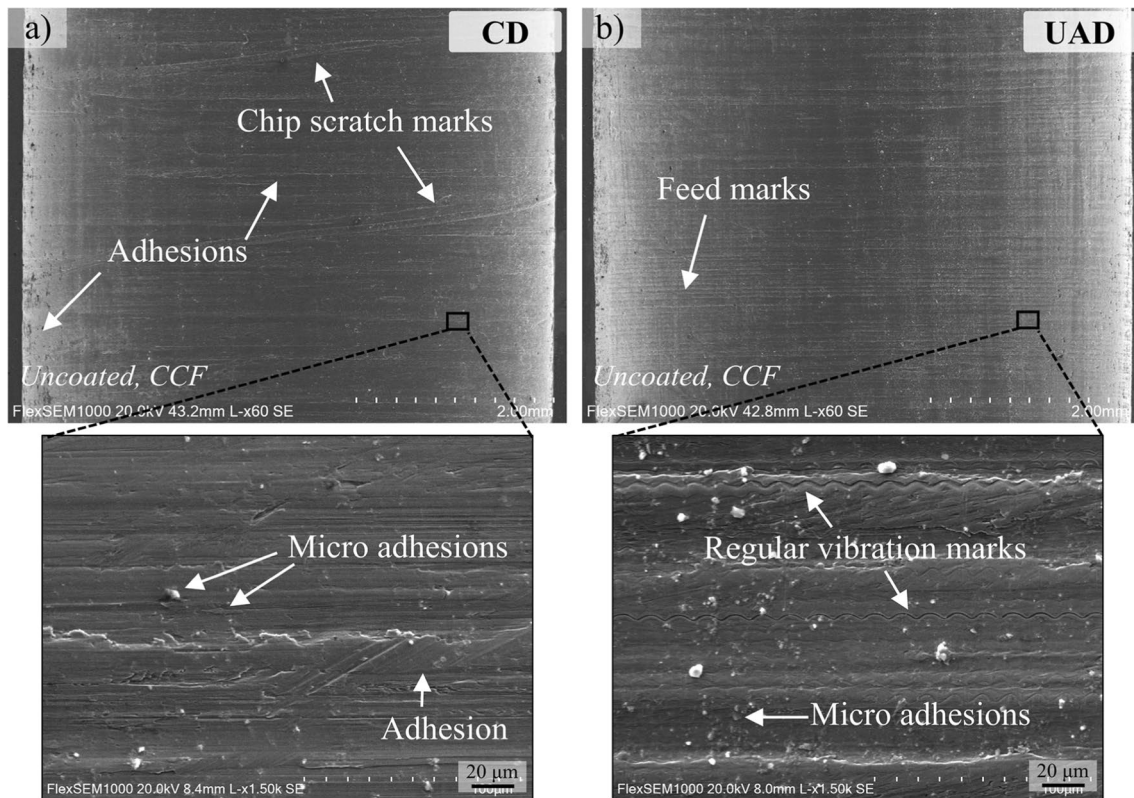 a)
CD
Chip scratch marks
Adhesions
Uncoated, CCF
FlexSEM1000 20.0kV 43.2mm L-x60 SE
2.00mm
b)
UAD
Feed marks
Uncoated, CCF
FlexSEM1000 20.0kV 42.8mm L-x60 SE
2.00mm
Micro adhesions
Adhesion
20 µm
FlexSEM1000 20.0kV 8.4mm L-x1.50k SE
100µm
Regular vibration marks
Micro adhesions
20 µm
FlexSEM1000 20.0kV 8.0mm L-x1.50k SE
100µm